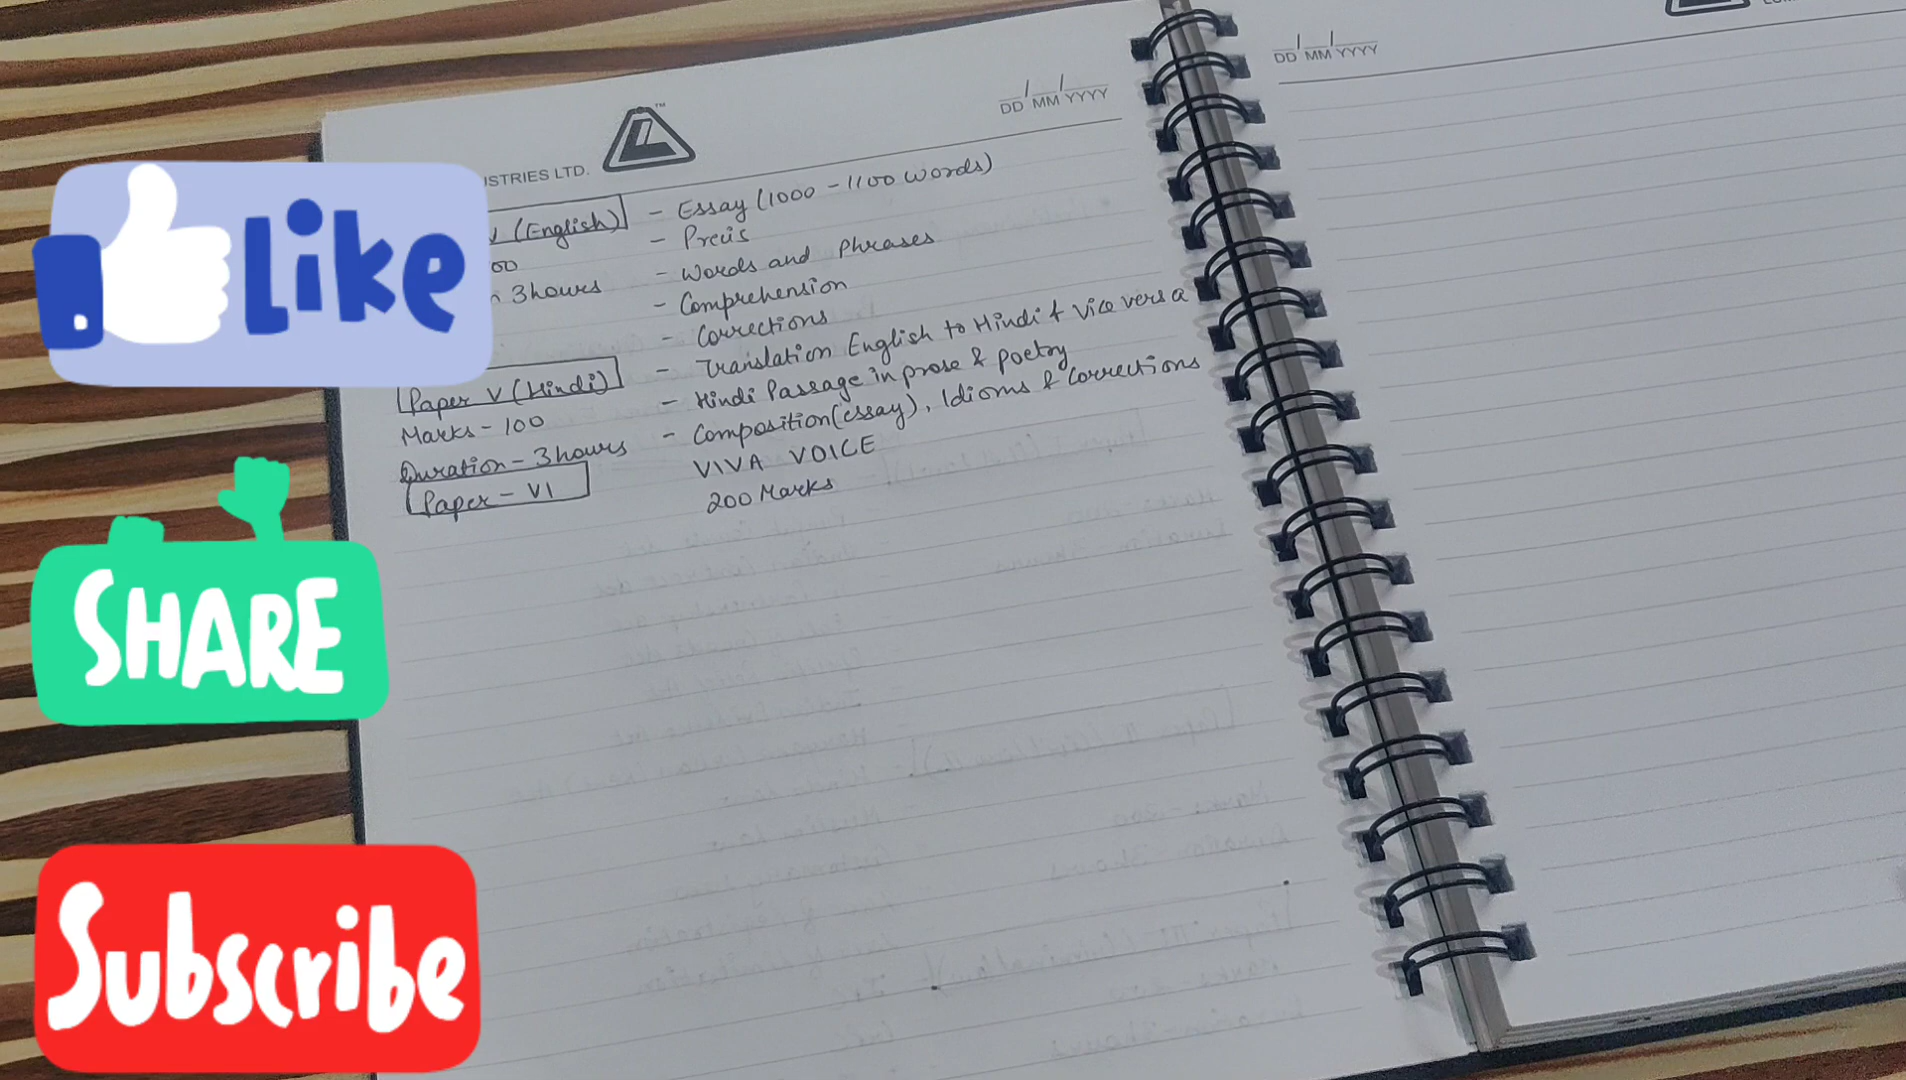 DD MM YYYY
DD MM YYYY
STRIES LTD.
(English) - Essay (1000 - 1100 words)
00 - Precis
3 hours - Words and Phrases
- Comprehension
- Corrections
Paper V (Hindi) - Translation English to Hindi & Vice versa
Marks - 100 - Hindi Passage in prose & poetry
Duration - 3 hours - Composition (essay), Idioms & Corrections
Paper - VI VIVA VOICE
200 Marks
LIKE
SHARE
Subscribe